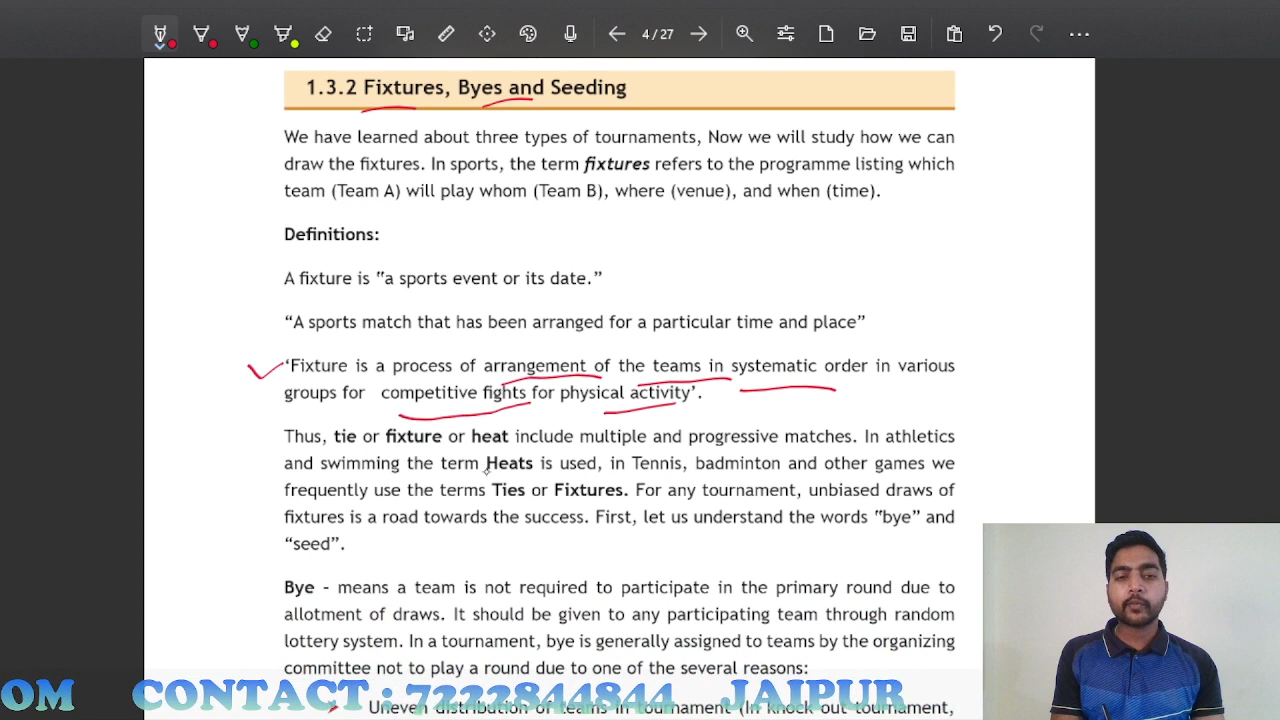 4 / 27
1.3.2 Fixtures, Byes and Seeding
We have learned about three types of tournaments, Now we will study how we can
draw the fixtures. In sports, the term fixtures refers to the programme listing which
team (Team A) will play whom (Team B), where (venue), and when (time).
Definitions:
A fixture is “a sports event or its date.”
“A sports match that has been arranged for a particular time and place”
‘Fixture is a process of arrangement of the teams in systematic order in various
groups for competitive fights for physical activity’.
Thus, tie or fixture or heat include multiple and progressive matches. In athletics
and swimming the term Heats is used, in Tennis, badminton and other games we
frequently use the terms Ties or Fixtures. For any tournament, unbiased draws of
fixtures is a road towards the success. First, let us understand the words “bye” and
“seed”.
Bye - means a team is not required to participate in the primary round due to
allotment of draws. It should be given to any participating team through random
lottery system. In a tournament, bye is generally assigned to teams by the organizing
committee not to play a round due to one of the several reasons:
OM CONTACT : 7222844844 JAIPUR
Uneven distribution of teams in tournament (In knock out tournament,